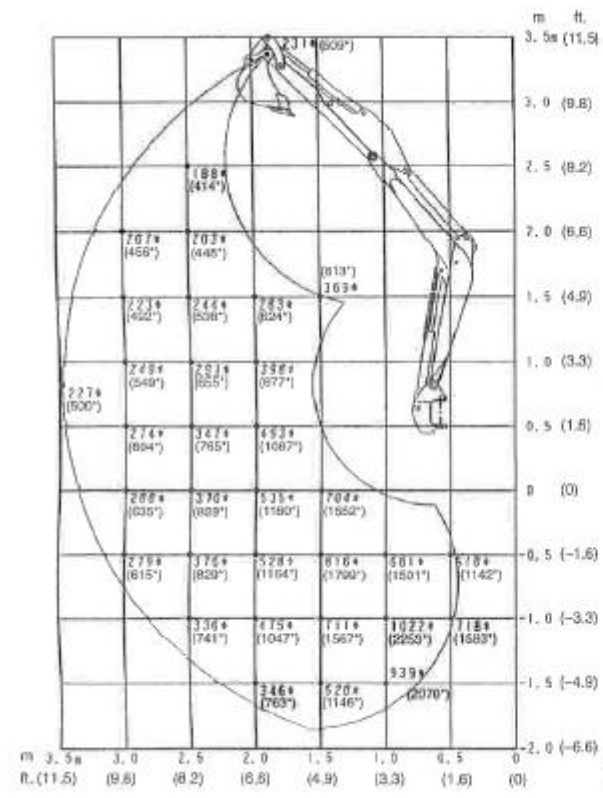 m ft.
3. 5m (11.5)
231* (509*)
3. 0 (9.8)
188*
2. 5 (8.2)
(414*)
203* 2. 0 (6.6)
(456*) (448*)
(813*)
369*
223* 244* 283* 1. 5 (4.9)
(492*) (538*) (624*)
249* 398* 1. 0 (3.3)
(549*) (655*) (877*)
227*
(500*)
274* 347* 493* 0. 5 (1.6)
(604*) (765*) (1087*)
288* 376* 535* 704* 0 (0)
(635*) (829*) (1180*) (1552*)
279* 376* 528* 816* 681* 518* -0. 5 (-1.6)
(615*) (829*) (1164*) (1799*) (1501*) (1142*)
336* 475* 711* 1022* 718* -1. 0 (-3.3)
(741*) (1047*) (1567*) (2253*) (1583*)
939*
346* 520* -1. 5 (-4.9)
(763*) (1146*) (2070*)
-2. 0 (-6.6)
m 3. 5m 3. 0 2. 5 2. 0 1. 5 1. 0 0. 5 0
ft. (11.5) (9.8) (8.2) (6.6) (4.9) (3.3) (1.6) (0)